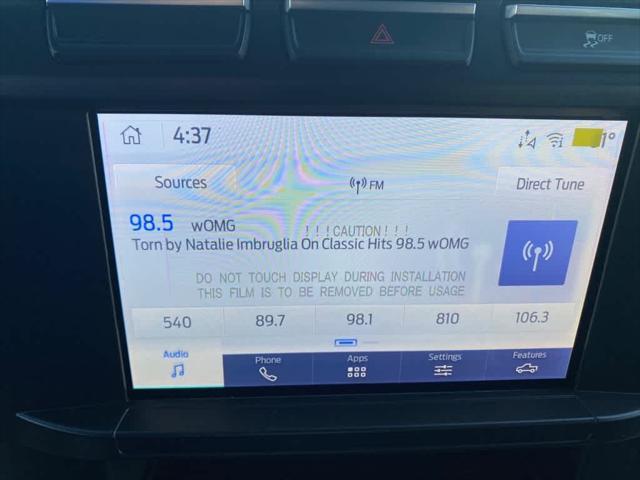 OFF
4:37
1°
Sources
FM
Direct Tune
98.5 wOMG
! ! !CAUTION! ! !
Torn by Natalie Imbruglia On Classic Hits 98.5 wOMG
DO NOT TOUCH DISPLAY DURING INSTALLATION
THIS FILM IS TO BE REMOVED BEFORE USAGE
540 89.7 98.1 810 106.3
Audio Phone Apps Settings Features